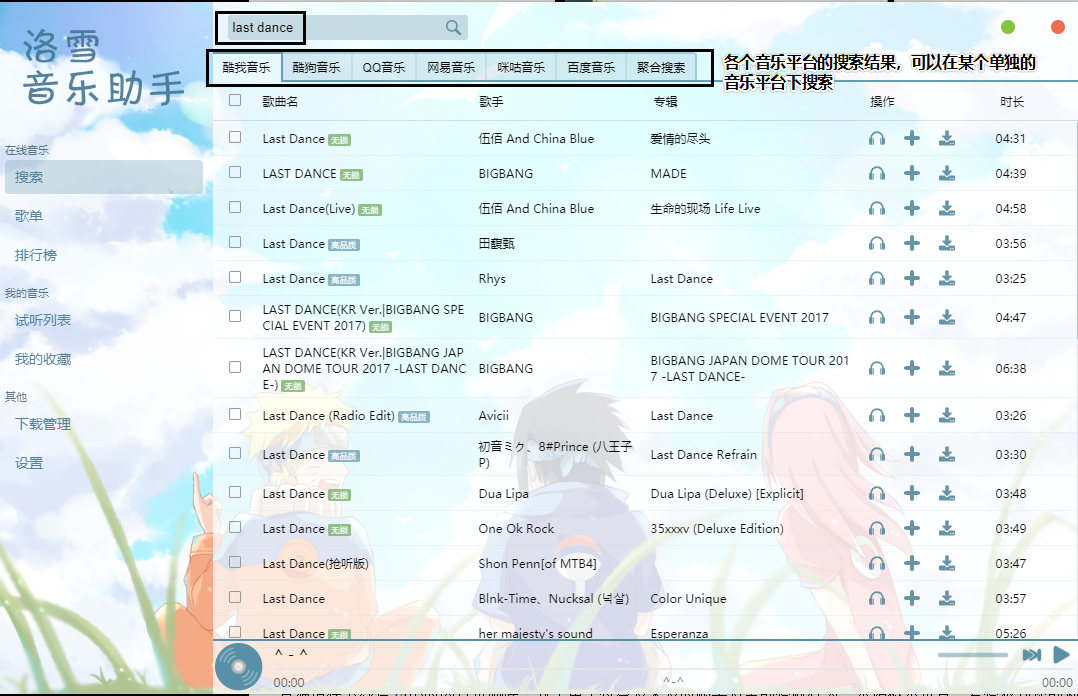 last dance
洛雪
音乐助手
酷我音乐 酷狗音乐 QQ音乐 网易音乐 咪咕音乐 百度音乐 聚合搜索
各个音乐平台的搜索结果，可以在某个单独的
音乐平台下搜索
在线音乐
搜索
歌单
排行榜
我的音乐
试听列表
我的收藏
其他
下载管理
设置
歌曲名 歌手 专辑 操作 时长
Last Dance 无损 伍佰 And China Blue 爱情的尽头 04:31
LAST DANCE 无损 BIGBANG MADE 04:39
Last Dance(Live) 无损 伍佰 And China Blue 生命的现场 Life Live 04:58
Last Dance 高品质 田馥甄 03:56
Last Dance 高品质 Rhys Last Dance 03:25
LAST DANCE(KR Ver.|BIGBANG SPE
CIAL EVENT 2017) 无损 BIGBANG BIGBANG SPECIAL EVENT 2017 04:47
LAST DANCE(KR Ver.|BIGBANG JAP
AN DOME TOUR 2017 -LAST DANC
E-) 无损 BIGBANG BIGBANG JAPAN DOME TOUR 201
7 -LAST DANCE- 06:38
Last Dance (Radio Edit) 高品质 Avicii Last Dance 03:26
Last Dance 高品质 初音ミク、8#Prince (八王子
P) Last Dance Refrain 03:30
Last Dance 无损 Dua Lipa Dua Lipa (Deluxe) [Explicit] 03:48
Last Dance 无损 One Ok Rock 35xxxv (Deluxe Edition) 03:49
Last Dance(抢听版) Shon Penn[of MTB4] 03:47
Last Dance Blnk-Time、Nucksal (넉살) Color Unique 03:57
Last Dance 无损 her majesty's sound Esperanza 05:26
^ - ^
00:00 ^-^ 00:00